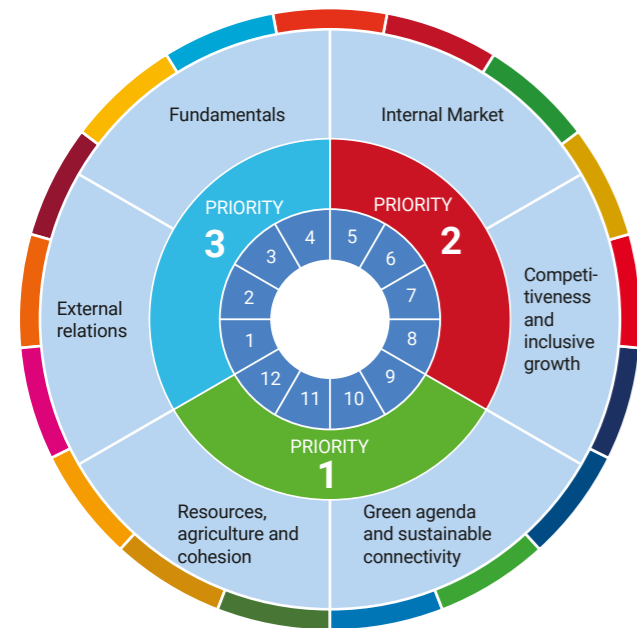 Fundamentals
Internal Market
PRIORITY
3
PRIORITY
2
4
5
3
6
2
7
1
8
12
9
11
10
External
relations
Competi-
tiveness
and
inclusive
growth
PRIORITY
1
Resources,
agriculture and
cohesion
Green agenda
and sustainable
connectivity